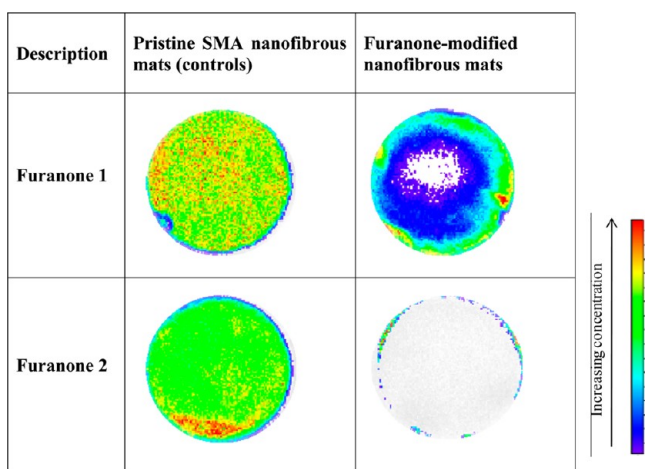 Description
Pristine SMA nanofibrous
mats (controls)
Furanone-modified
nanofibrous mats
Furanone 1
Furanone 2
Increasing concentration